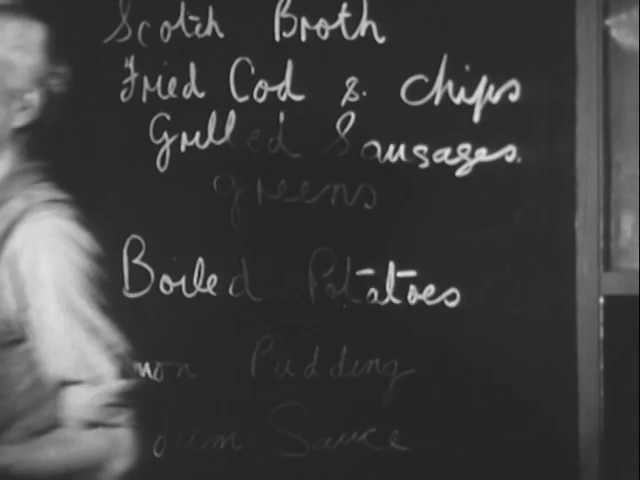 Scotch Broth
Fried Cod & chips
Grilled Sausages.
greens
Boiled Potatoes
Pudding
Sauce